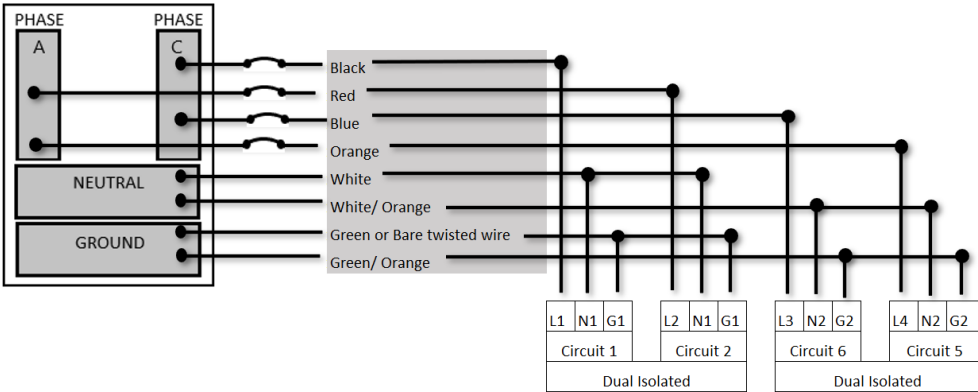 PHASE PHASE
A C
Black
Red
Blue
Orange
NEUTRAL
White
White/ Orange
GROUND
Green or Bare twisted wire
Green/ Orange
L1 N1 G1 L2 N1 G1 L3 N2 G2 L4 N2 G2
Circuit 1 Circuit 2 Circuit 6 Circuit 5
Dual Isolated Dual Isolated